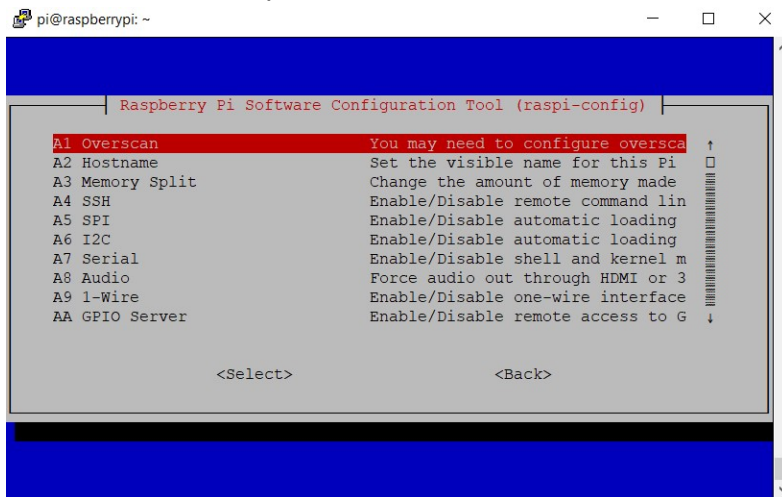 pi@raspberrypi: ~
Raspberry Pi Software Configuration Tool (raspi-config)
A1 Overscan You may need to configure oversca
A2 Hostname Set the visible name for this Pi
A3 Memory Split Change the amount of memory made
A4 SSH Enable/Disable remote command lin
A5 SPI Enable/Disable automatic loading
A6 I2C Enable/Disable automatic loading
A7 Serial Enable/Disable shell and kernel m
A8 Audio Force audio out through HDMI or 3
A9 1-Wire Enable/Disable one-wire interface
AA GPIO Server Enable/Disable remote access to G
<Select> <Back>